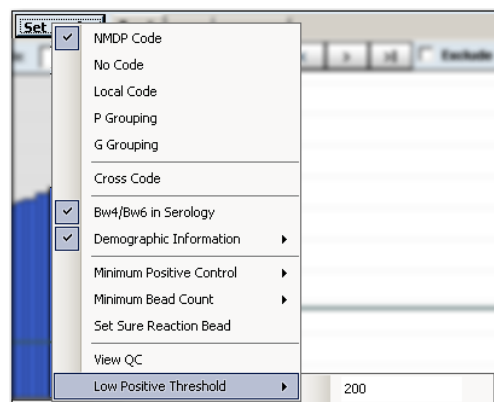 Set
NMDP Code
No Code
Local Code
P Grouping
G Grouping
Cross Code
Bw4/Bw6 in Serology
Demographic Information
Minimum Positive Control
Minimum Bead Count
Set Sure Reaction Bead
View QC
Low Positive Threshold
200
Exclude